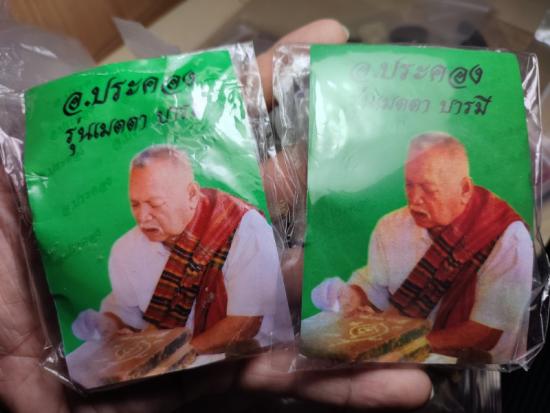 อ.ประคอง
รุ่นเมตตา
อ.ประคอง
เมตตา บารมี